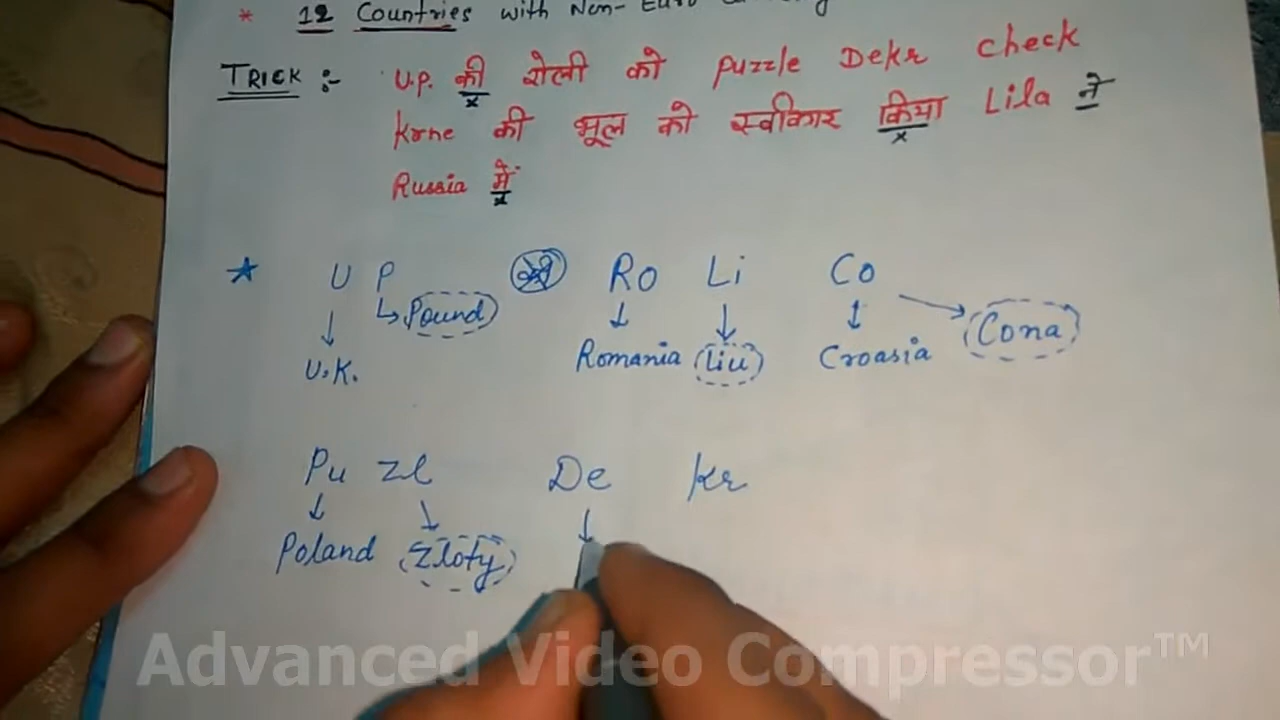 * 12 Countries with Non- Euro
TRICK :- U.P. की रोली को puzzle Dekr check
krne की भूल को स्वीकार किया Lila ने
Russia में
U P Ro Li Co
Pound
U.K. Romania Liu Croasia Cona
Pu zl De kr
Poland Zloty
Advanced Video Compressor™